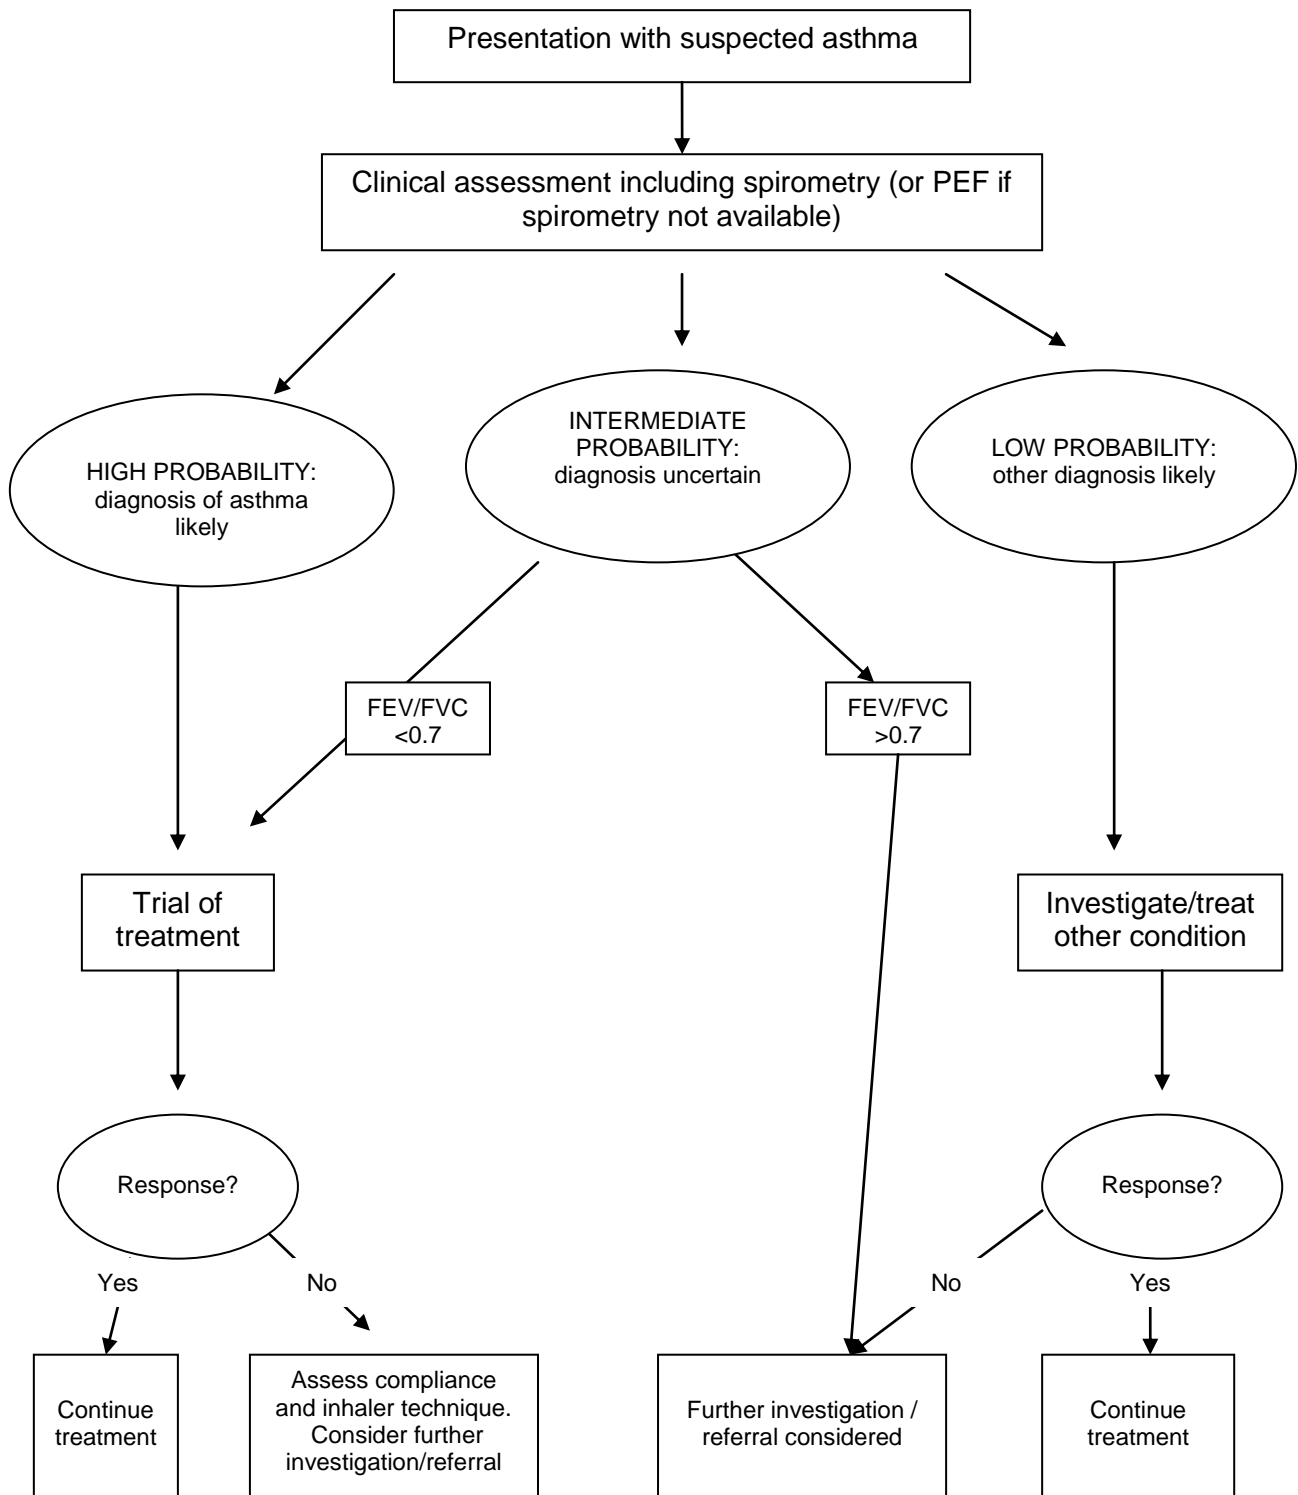 Presentation with suspected asthma
Clinical assessment including spirometry (or PEF if
spirometry not available)
HIGH PROBABILITY:
diagnosis of asthma
likely
INTERMEDIATE
PROBABILITY:
diagnosis uncertain
LOW PROBABILITY:
other diagnosis likely
FEV/FVC
<0.7
FEV/FVC
>0.7
Trial of
treatment
Investigate/treat
other condition
Response?
Response?
Yes
No
No
Yes
Continue
treatment
Assess compliance
and inhaler technique.
Consider further
investigation/referral
Further investigation /
referral considered
Continue
treatment